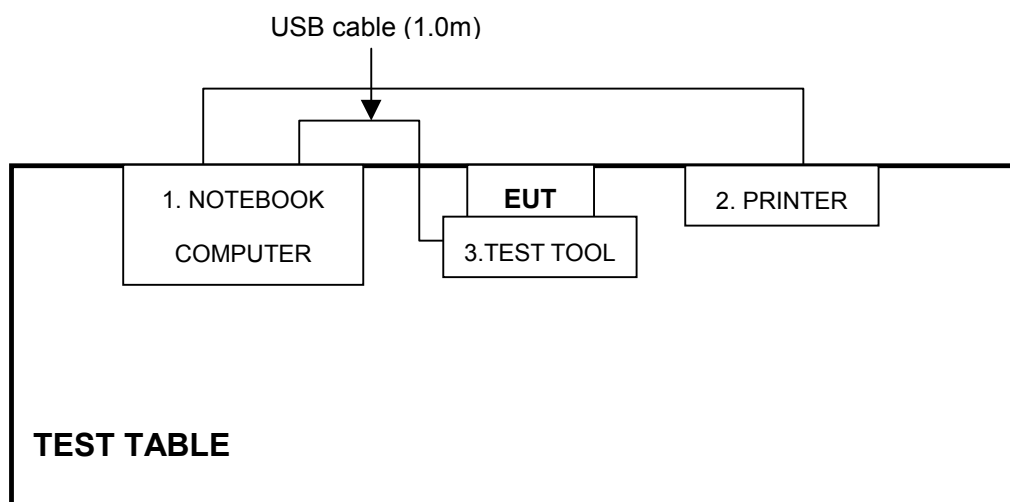 USB cable (1.0m)
1. NOTEBOOK
COMPUTER
EUT
3.TEST TOOL
2. PRINTER
TEST TABLE